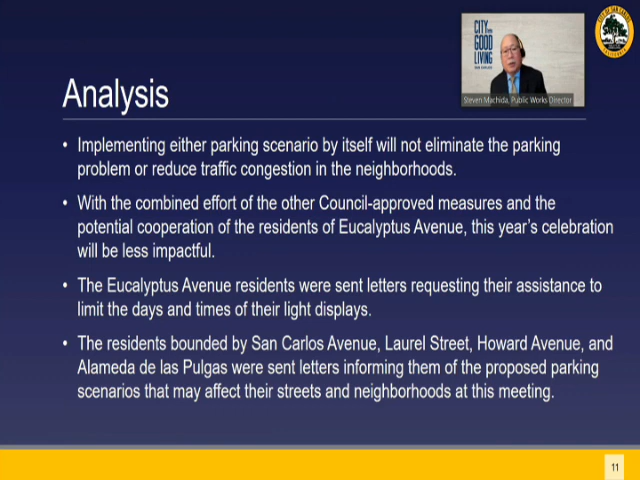 CITY OF
GOOD
LIVING
Steven Machida, Public Works Director
Analysis
• Implementing either parking scenario by itself will not eliminate the parking
problem or reduce traffic congestion in the neighborhoods.
• With the combined effort of the other Council-approved measures and the
potential cooperation of the residents of Eucalyptus Avenue, this year's celebration
will be less impactful.
• The Eucalyptus Avenue residents were sent letters requesting their assistance to
limit the days and times of their light displays.
• The residents bounded by San Carlos Avenue, Laurel Street, Howard Avenue, and
Alameda de las Pulgas were sent letters informing them of the proposed parking
scenarios that may affect their streets and neighborhoods at this meeting.
11